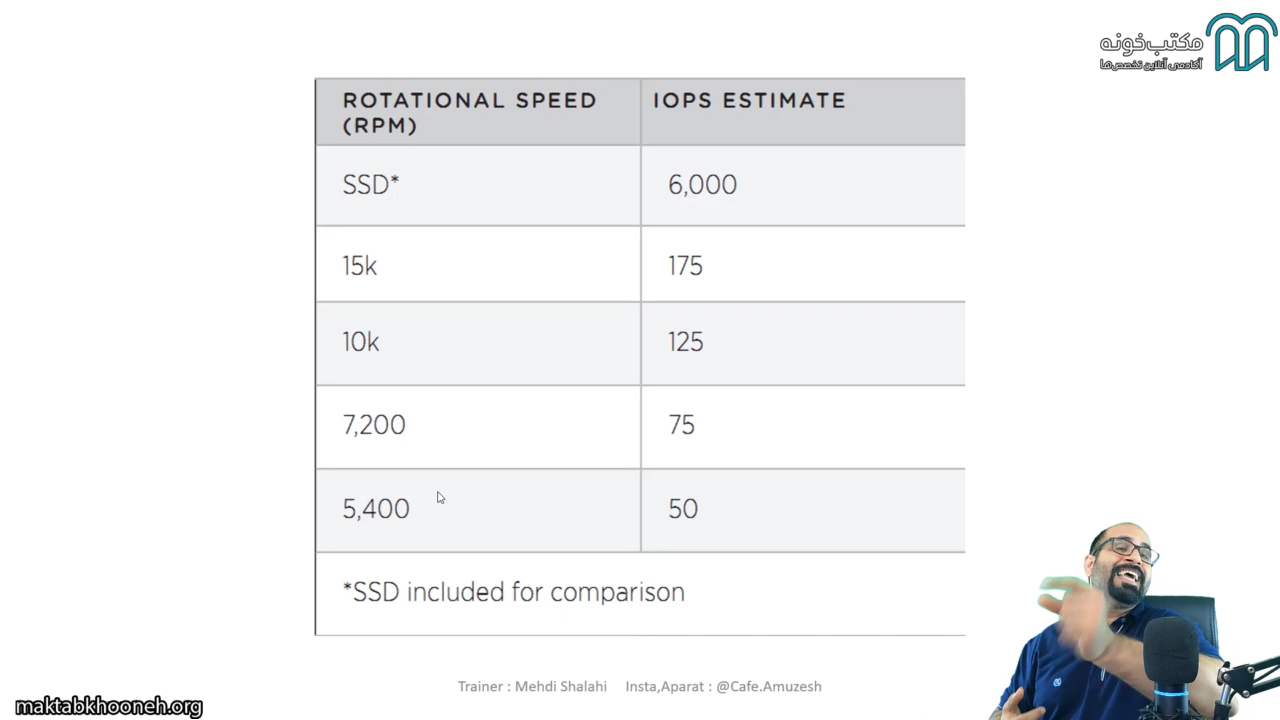 مکتب‌خونه
آکادمی آنلاین تخصص‌ها
ROTATIONAL SPEED (RPM) IOPS ESTIMATE
SSD* 6,000
15k 175
10k 125
7,200 75
5,400 50
*SSD included for comparison
Trainer : Mehdi Shalahi Insta,Aparat : @Cafe.Amuzesh
maktabkhooneh.org